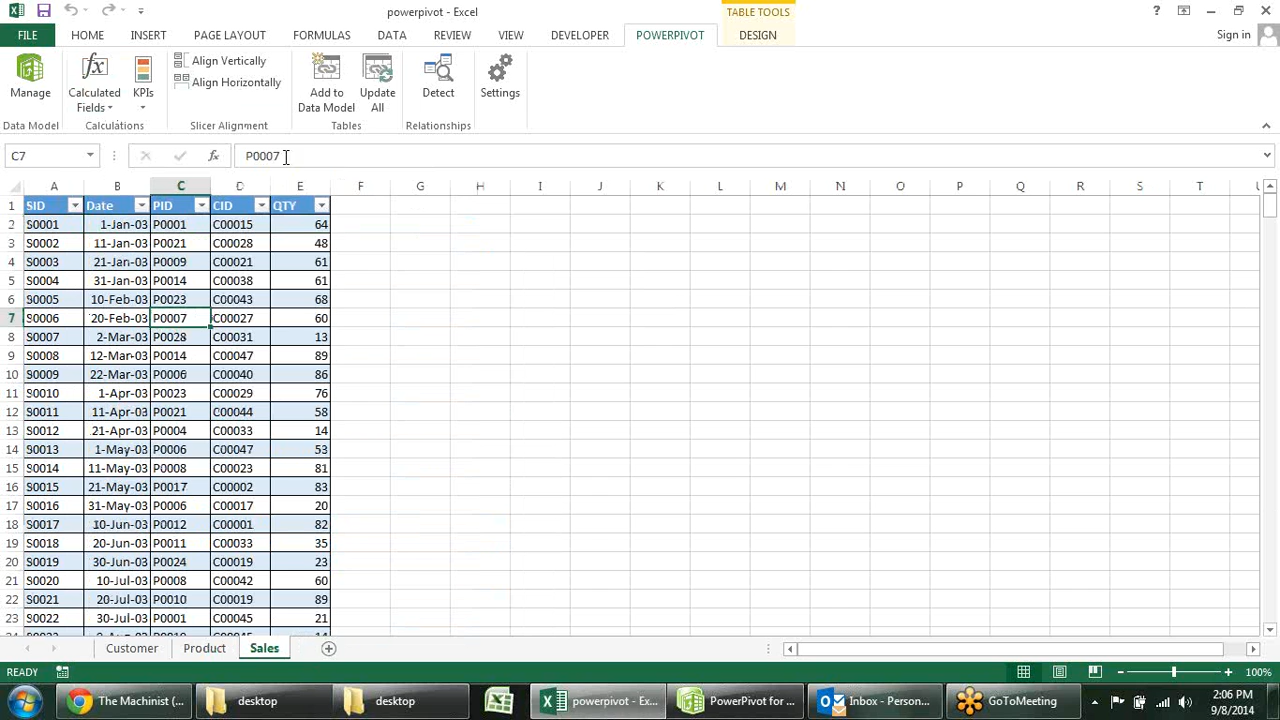 powerpivot - Excel
TABLE TOOLS
?
FILE HOME INSERT PAGE LAYOUT FORMULAS DATA REVIEW VIEW DEVELOPER POWERPIVOT DESIGN Sign in
Manage
Calculated Fields
KPIs
Align Vertically
Align Horizontally
Add to Data Model
Update All
Detect
Settings
Data Model Calculations Slicer Alignment Tables Relationships
C7 fx P0007
A B C D E F G H I J K L M N O P Q R S T
1 SID Date PID CID QTY
2 S0001 1-Jan-03 P0001 C00015 64
3 S0002 11-Jan-03 P0021 C00028 48
4 S0003 21-Jan-03 P0009 C00021 61
5 S0004 31-Jan-03 P0014 C00038 61
6 S0005 10-Feb-03 P0023 C00043 68
7 S0006 20-Feb-03 P0007 C00027 60
8 S0007 2-Mar-03 P0028 C00031 13
9 S0008 12-Mar-03 P0014 C00047 89
10 S0009 22-Mar-03 P0006 C00040 86
11 S0010 1-Apr-03 P0023 C00029 76
12 S0011 11-Apr-03 P0021 C00044 58
13 S0012 21-Apr-03 P0004 C00033 14
14 S0013 1-May-03 P0006 C00047 53
15 S0014 11-May-03 P0008 C00023 81
16 S0015 21-May-03 P0017 C00002 83
17 S0016 31-May-03 P0006 C00017 20
18 S0017 10-Jun-03 P0012 C00001 82
19 S0018 20-Jun-03 P0011 C00033 35
20 S0019 30-Jun-03 P0024 C00019 23
21 S0020 10-Jul-03 P0008 C00042 60
22 S0021 20-Jul-03 P0010 C00019 89
23 S0022 30-Jul-03 P0001 C00045 21
Customer Product Sales
READY 100%
The Machinist (... desktop desktop powerpivot - Exc... PowerPivot for ... Inbox - Person... GoToMeeting
2:06 PM
9/8/2014